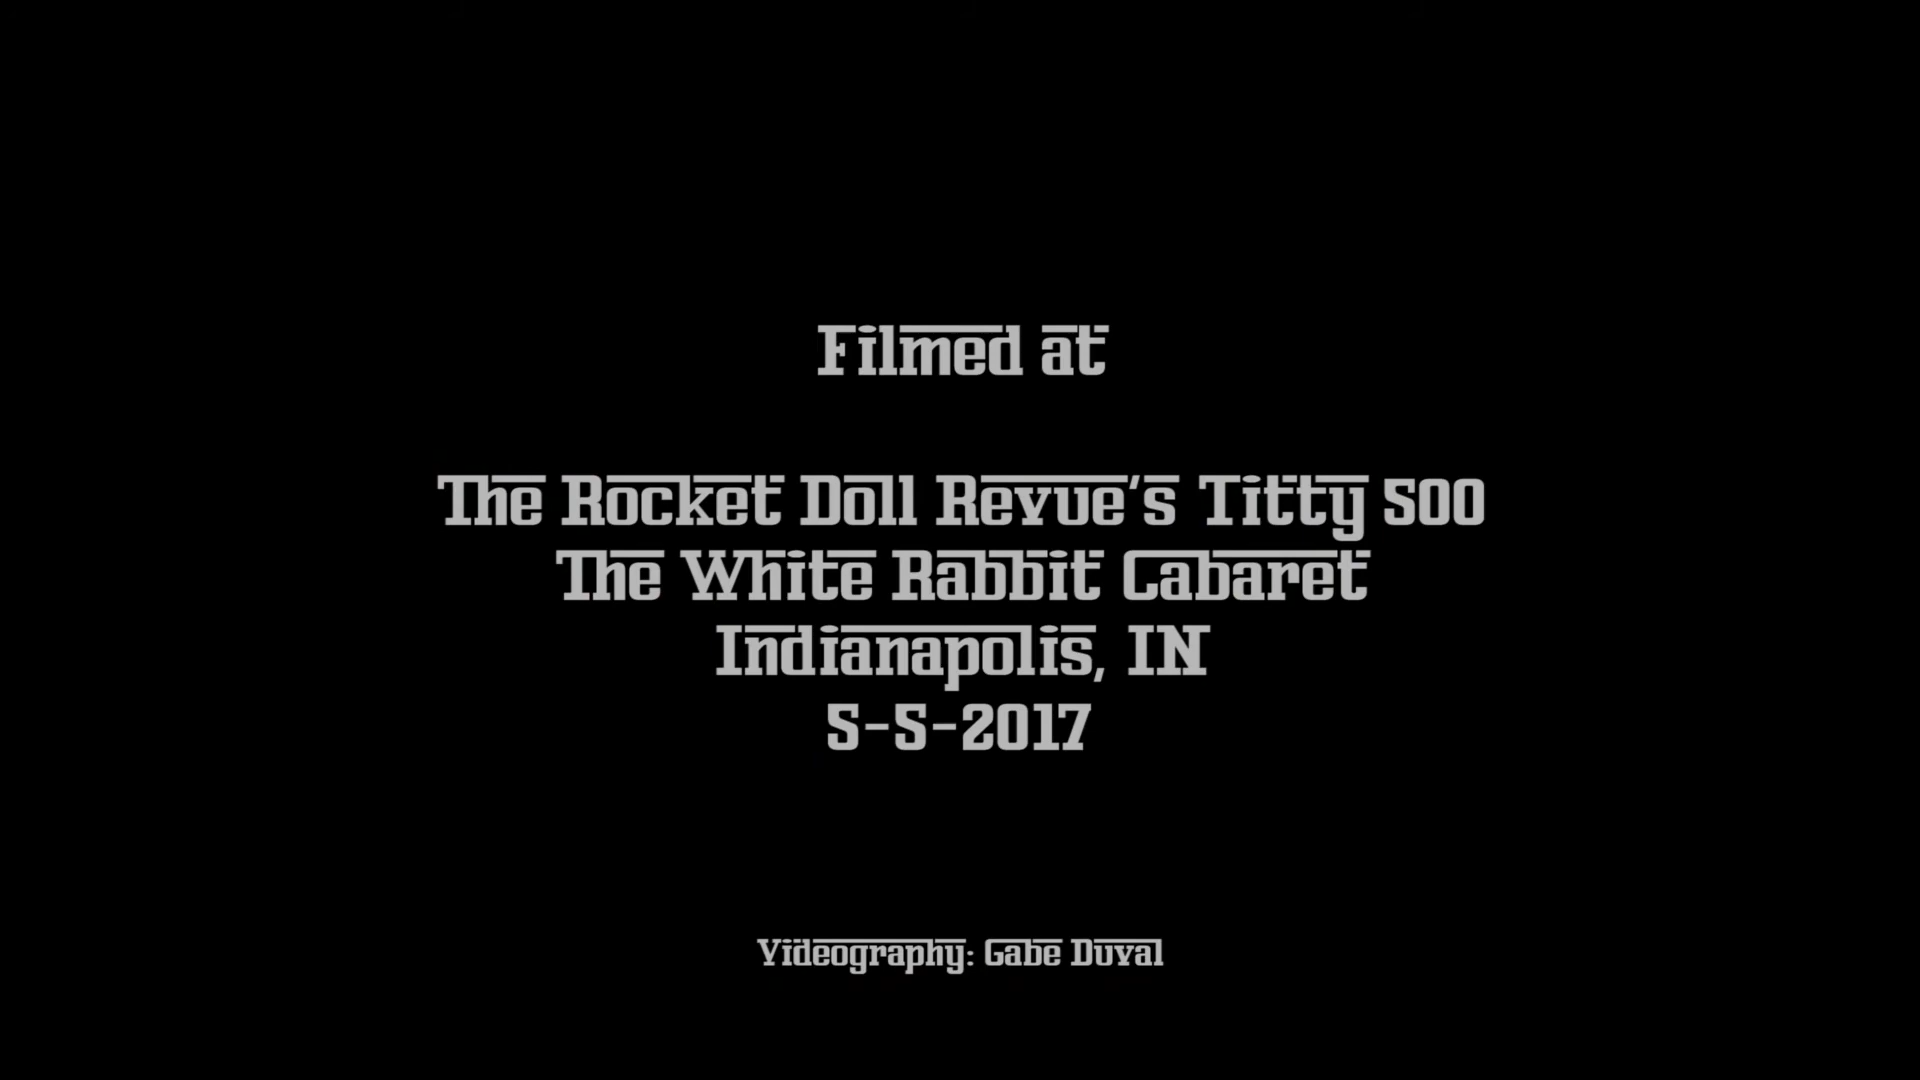 Filmed at
The Rocket Doll Revue's Titty 500
The White Rabbit Cabaret
Indianapolis, IN
5-5-2017
Videography: Gabe Duval